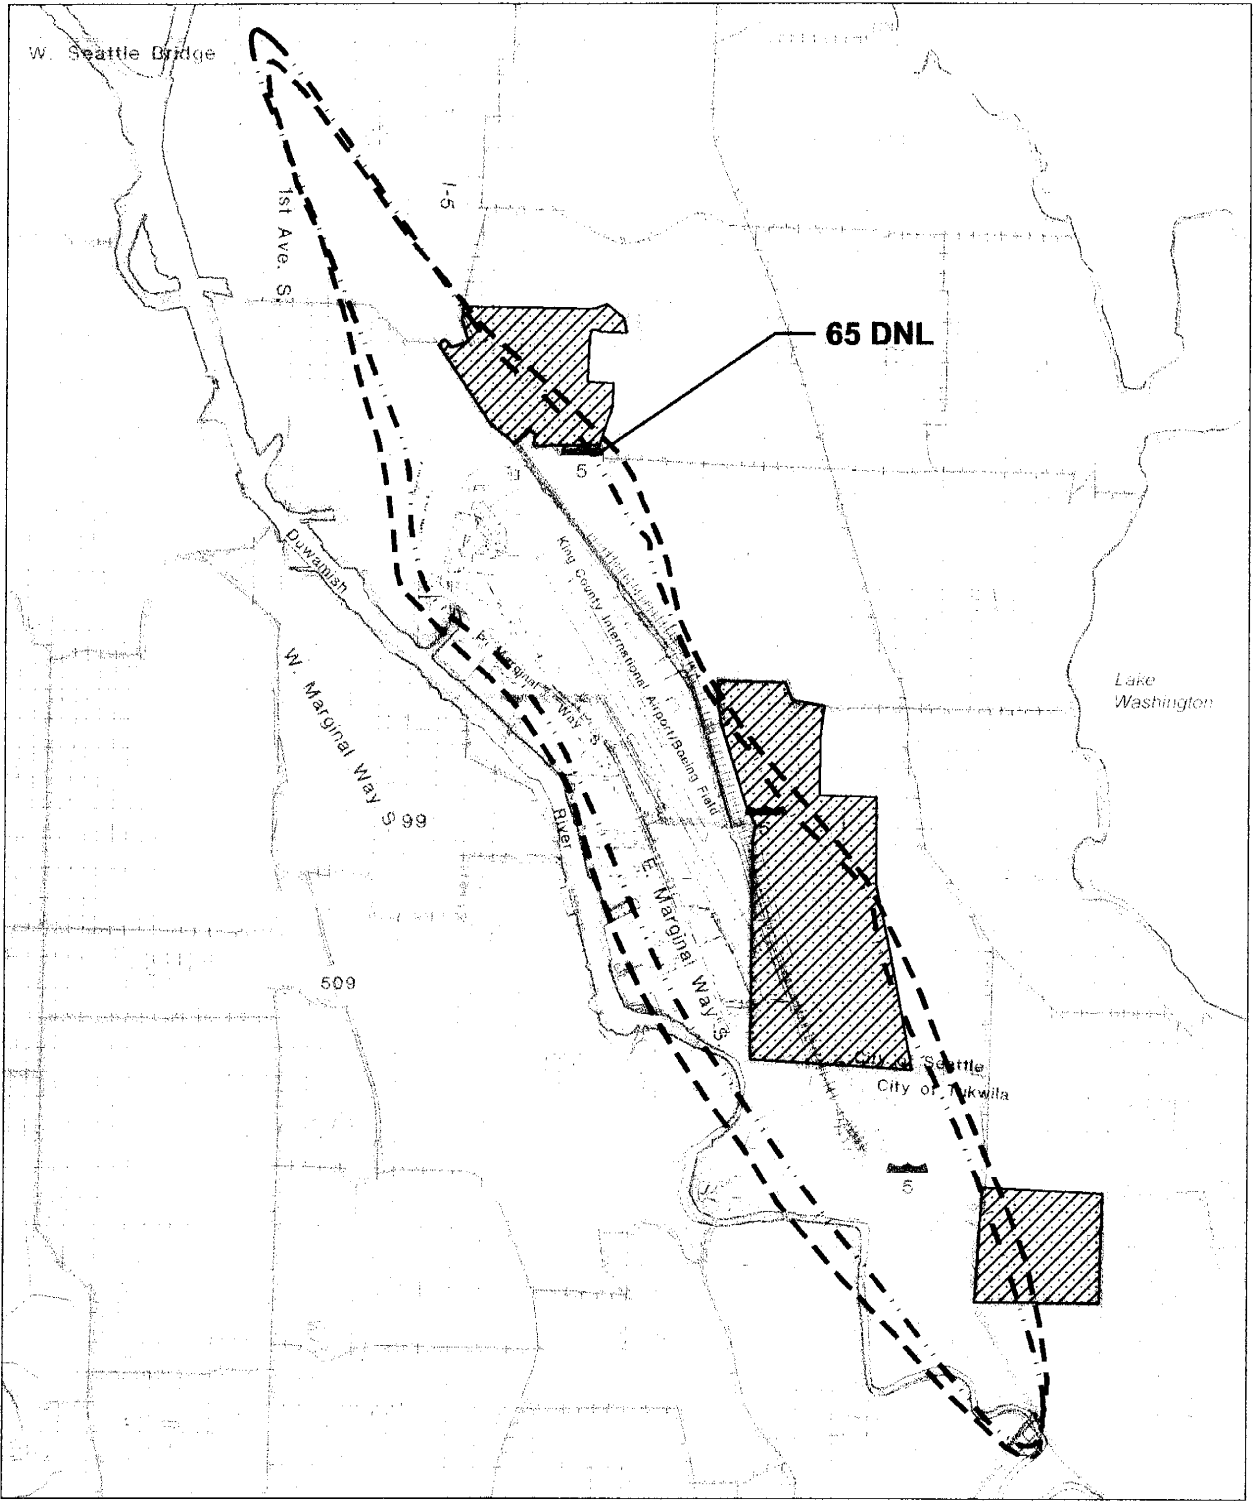 W. Seattle Bridge
I-5
1st Ave. S.
65 DNL
5
Duwamish
King County International Airport/Boeing Field
W. Marginal Way S
Lake
Washington
99
River
E. Marginal Way S
509
City of Seattle
City of Tukwila
5